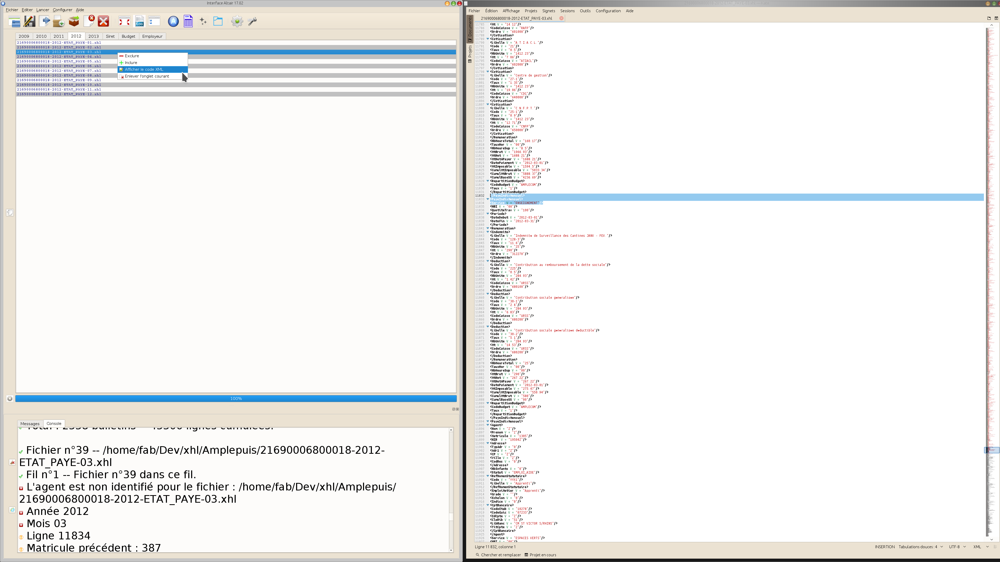 Interface Altair 17.02
Fichier Editer Lancer Configurer Aide
LOG
A
CSV
2009 2010 2011 2012 2013 Siret Budget Employeur
21690006800018-2012-ETAT_PAYE-01.xhl
21690006800018-2012-ETAT_PAYE-02.xhl
21690006800018-2012-ETAT_PAYE-03.xhl
21690006800018-2012-ETAT_PAYE-04.xhl
21690006800018-2012-ETAT_PAYE-05.xhl
21690006800018-2012-ETAT_PAYE-06.xhl
21690006800018-2012-ETAT_PAYE-07.xhl
21690006800018-2012-ETAT_PAYE-08.xhl
21690006800018-2012-ETAT_PAYE-09.xhl
21690006800018-2012-ETAT_PAYE-10.xhl
21690006800018-2012-ETAT_PAYE-11.xhl
21690006800018-2012-ETAT_PAYE-12.xhl
Exclure
Inclure
Afficher le code XML
Enlever l'onglet courant
100%
Messages Console
Fichier n°39 -- /home/fab/Dev/xhl/Amplepuis/21690006800018-2012-
ETAT_PAYE-03.xhl
Fil n°1 -- Fichier n°39 dans ce fil.
L'agent est non identifié pour le fichier : /home/fab/Dev/xhl/Amplepuis/
21690006800018-2012-ETAT_PAYE-03.xhl
Année 2012
Mois 03
Ligne 11834
Matricule précédent : 387
Fichier Édition Affichage Projets Signets Sessions Outils Configuration Aide
21690006800018-2012-ETAT_PAYE-03.xhl
Documents
Projets
11785 <Mt V = "14.12"/>
11786 <CodeCaisse V = "RAFP"/>
11787 <Ordre V = "601000"/>
11788 </Cotisation>
11789 <Cotisation>
11790 <Libelle V = "A.T.I.A.C.L."/>
11791 <Code V = "21"/>
11792 <Taux V = "0.5"/>
11793 <NbUnite V = "1412.23"/>
11794 <Mt V = "7.06"/>
11795 <CodeCaisse V = "ATIACL"/>
11796 <Ordre V = "602000"/>
11797 </Cotisation>
11798 <Cotisation>
11799 <Libelle V = "Centre de gestion"/>
11800 <Code V = "27-1"/>
11801 <Taux V = "1.35"/>
11802 <NbUnite V = "1412.23"/>
11803 <Mt V = "19.06"/>
11804 <CodeCaisse V = "CDG"/>
11805 <Ordre V = "640000"/>
11806 </Cotisation>
11807 <Cotisation>
11808 <Libelle V = "C.N.F.P.T."/>
11809 <Code V = "25-1"/>
11810 <Taux V = "0.9"/>
11811 <NbUnite V = "1412.23"/>
11812 <Mt V = "12.71"/>
11813 <CodeCaisse V = "CNFP"/>
11814 <Ordre V = "650000"/>
11815 </Cotisation>
11816 </Remuneration>
11817 <NbHeureTotal V = "160.17"/>
11818 <TauxHor V = "00"/>
11819 <NbHeureSup V = "8.5"/>
11820 <MtBrut V = "1966.93"/>
11821 <MtNet V = "1688.21"/>
11822 <MtNetAPayer V = "1688.21"/>
11823 <DatePaiement V = "2012-03-01"/>
11824 <MtImposable V = "1594.5"/>
11825 <CumulMtImposable V = "5033.34"/>
11826 <CumulMtBrut V = "5888.37"/>
11827 <CumulBaseSS V = "4236.69"/>
11828 <RepartitionBudget>
11829 <CodeBudget V = "AMPLECOM"/>
11830 <Taux V = "1"/>
11831 </RepartitionBudget>
11832 </PayeIndivMensuel>
11833 <PayeIndivMensuel>
11834 <Service V = "ENSEIGNEMENT"/>
11835 <NBI V = "00"/>
11836 <QuotiteTrav V = "100"/>
11837 <Periode>
11838 <DateDebut V = "2012-03-01"/>
11839 <DateFin V = "2012-03-31"/>
11840 </Periode>
11841 <Remuneration>
11842 <Indemnite>
11843 <Libelle V = "Indemnit� de Surveillance des Cantines JANV - FEV."/>
11844 <Code V = "128-3"/>
11845 <Taux V = "11.6"/>
11846 <NbUnite V = "25"/>
11847 <Mt V = "290"/>
11848 <Ordre V = "312270"/>
11849 </Indemnite>
11850 <Deduction>
11851 <Libelle V = "Contribution au remboursement de la dette sociale"/>
11852 <Code V = "225"/>
11853 <Taux V = "0.5"/>
11854 <NbUnite V = "284.93"/>
11855 <Mt V = "1.42"/>
11856 <CodeCaisse V = "URSS"/>
11857 <Ordre V = "680100"/>
11858 </Deduction>
11859 <Deduction>
11860 <Libelle V = "Contribution sociale g�n�ralis�e"/>
11861 <Code V = "30-1"/>
11862 <Taux V = "2.4"/>
11863 <NbUnite V = "284.93"/>
11864 <Mt V = "6.83"/>
11865 <CodeCaisse V = "URSS"/>
11866 <Ordre V = "680200"/>
11867 </Deduction>
11868 <Deduction>
11869 <Libelle V = "Contribution sociale g�n�ralis�e d�ductible"/>
11870 <Code V = "30-2"/>
11871 <Taux V = "5.1"/>
11872 <NbUnite V = "284.93"/>
11873 <Mt V = "14.53"/>
11874 <CodeCaisse V = "URSS"/>
11875 <Ordre V = "680200"/>
11876 </Deduction>
11877 </Remuneration>
11878 <NbHeureTotal V = "25"/>
11879 <TauxHor V = "00"/>
11880 <NbHeureSup V = "00"/>
11881 <MtBrut V = "290"/>
11882 <MtNet V = "267.22"/>
11883 <MtNetAPayer V = "267.22"/>
11884 <DatePaiement V = "2012-03-01"/>
11885 <MtImposable V = "275.47"/>
11886 <CumulMtImposable V = "550.94"/>
11887 <CumulMtBrut V = "580"/>
11888 <CumulBaseSS V = "00"/>
11889 <RepartitionBudget>
11890 <CodeBudget V = "AMPLECOM"/>
11891 <Taux V = "1"/>
11892 </RepartitionBudget>
11893 </PayeIndivMensuel>
11894 <PayeIndivMensuel>
11895 <Agent>
11896 <Nom V = "Z"/>
11897 <Prenom V = "Z"/>
11898 <Matricule V = "1305"/>
11899 <NIR V = "19504Z"/>
11900 <Adresse>
11901 <TypAdr V = "0"/>
11902 <Adr1 V = "Z"/>
11903 <CP V = "Z"/>
11904 <Ville V = "Z"/>
11905 <CodRes V = "0"/>
11906 </Adresse>
11907 <NbEnfants V = "0"/>
11908 <Statut V = "EMPLOI_AIDE"/>
11909 <RefNomenStatutaire>
11910 <Code V = "YYX1"/>
11911 <Libelle V = "Apprenti"/>
11912 </RefNomenStatutaire>
11913 <EmploiMetier V = "Apprenti"/>
11914 <Grade V = ""/>
11915 <Echelon V = "0"/>
11916 <Indice V = "0"/>
11917 <CptBancaire>
11918 <CodeEtab V = "10278"/>
11919 <CodeGuic V = "07233"/>
11920 <IdCpte V = "Z"/>
11921 <CleRib V = "51"/>
11922 <LibBanc V = "CM ST VICTOR S/RHINS"/>
11923 <TitCpte V = "Z"/>
11924 </CptBancaire>
11925 </Agent>
11926 <Service V = "ESPACES VERTS"/>
Ligne 11 832, colonne 1
INSERTION Tabulations douces : 4 UTF-8 XML
Chercher et remplacer Projet en cours